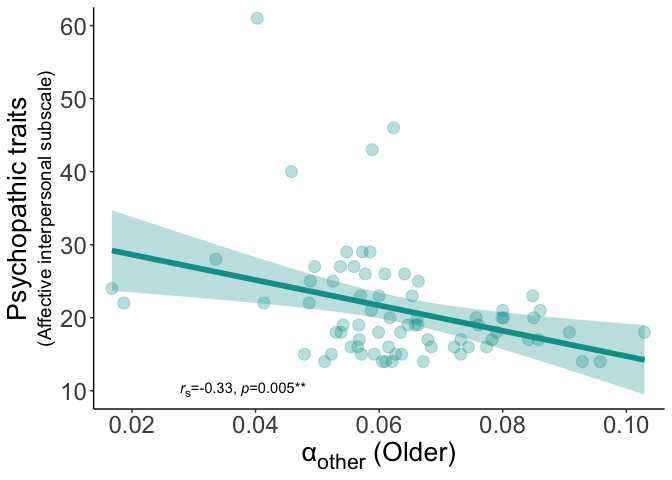 Psychopathic traits
(Affective interpersonal subscale)
60
50
40
30
20
10
rs=-0.33, p=0.005**
0.02 0.04 0.06 0.08 0.10
αother (Older)